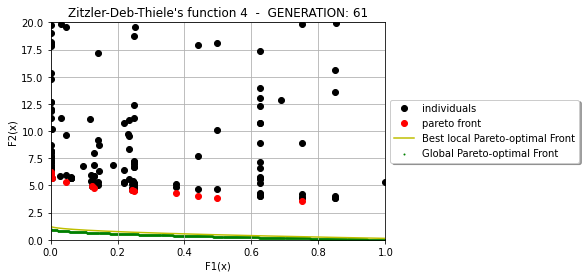 Zitzler-Deb-Thiele's function 4 - GENERATION: 61
20.0
17.5
15.0
12.5
10.0
7.5
5.0
2.5
0.0
F2(x)
0.0 0.2 0.4 0.6 0.8 1.0
F1(x)
individuals
pareto front
Best local Pareto-optimal Front
Global Pareto-optimal Front